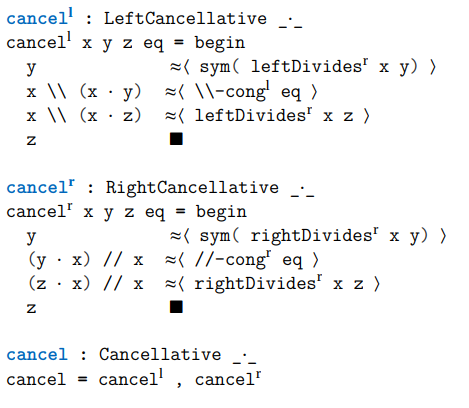 cancelˡ : LeftCancellative _·_
cancelˡ x y z eq = begin
  y             ≈⟨ sym( leftDividesʳ x y) ⟩
  x \\ (x · y)  ≈⟨ \\-congˡ eq ⟩
  x \\ (x · z)  ≈⟨ leftDividesʳ x z ⟩
  z             ■
cancelʳ : RightCancellative _·_
cancelʳ x y z eq = begin
  y             ≈⟨ sym( rightDividesʳ x y) ⟩
  (y · x) // x  ≈⟨ //-congʳ eq ⟩
  (z · x) // x  ≈⟨ rightDividesʳ x z ⟩
  z             ■
cancel : Cancellative _·_
cancel = cancelˡ , cancelʳ